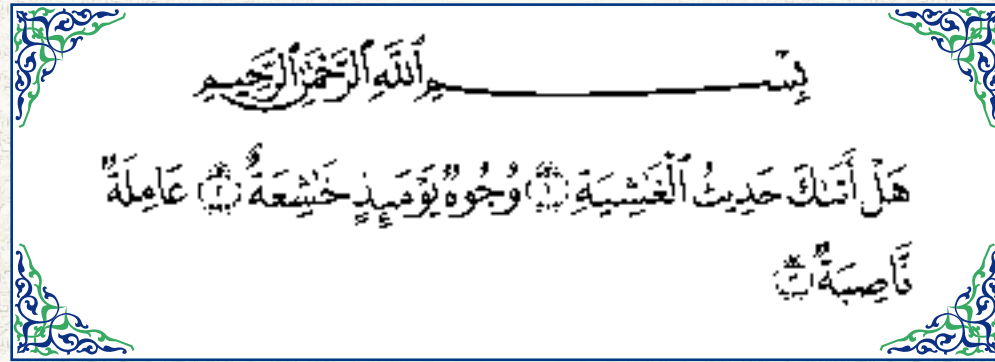 بِسْمِ ٱللَّهِ ٱلرَّحْمَٰنِ ٱلرَّحِيمِ
هَلْ أَتَىٰكَ حَدِيثُ ٱلْغَٰشِيَةِ ۝١ وُجُوهٌ يَوْمَئِذٍ خَٰشِعَةٌ ۝٢ عَامِلَةٌ
نَّاصِبَةٌ ۝٣